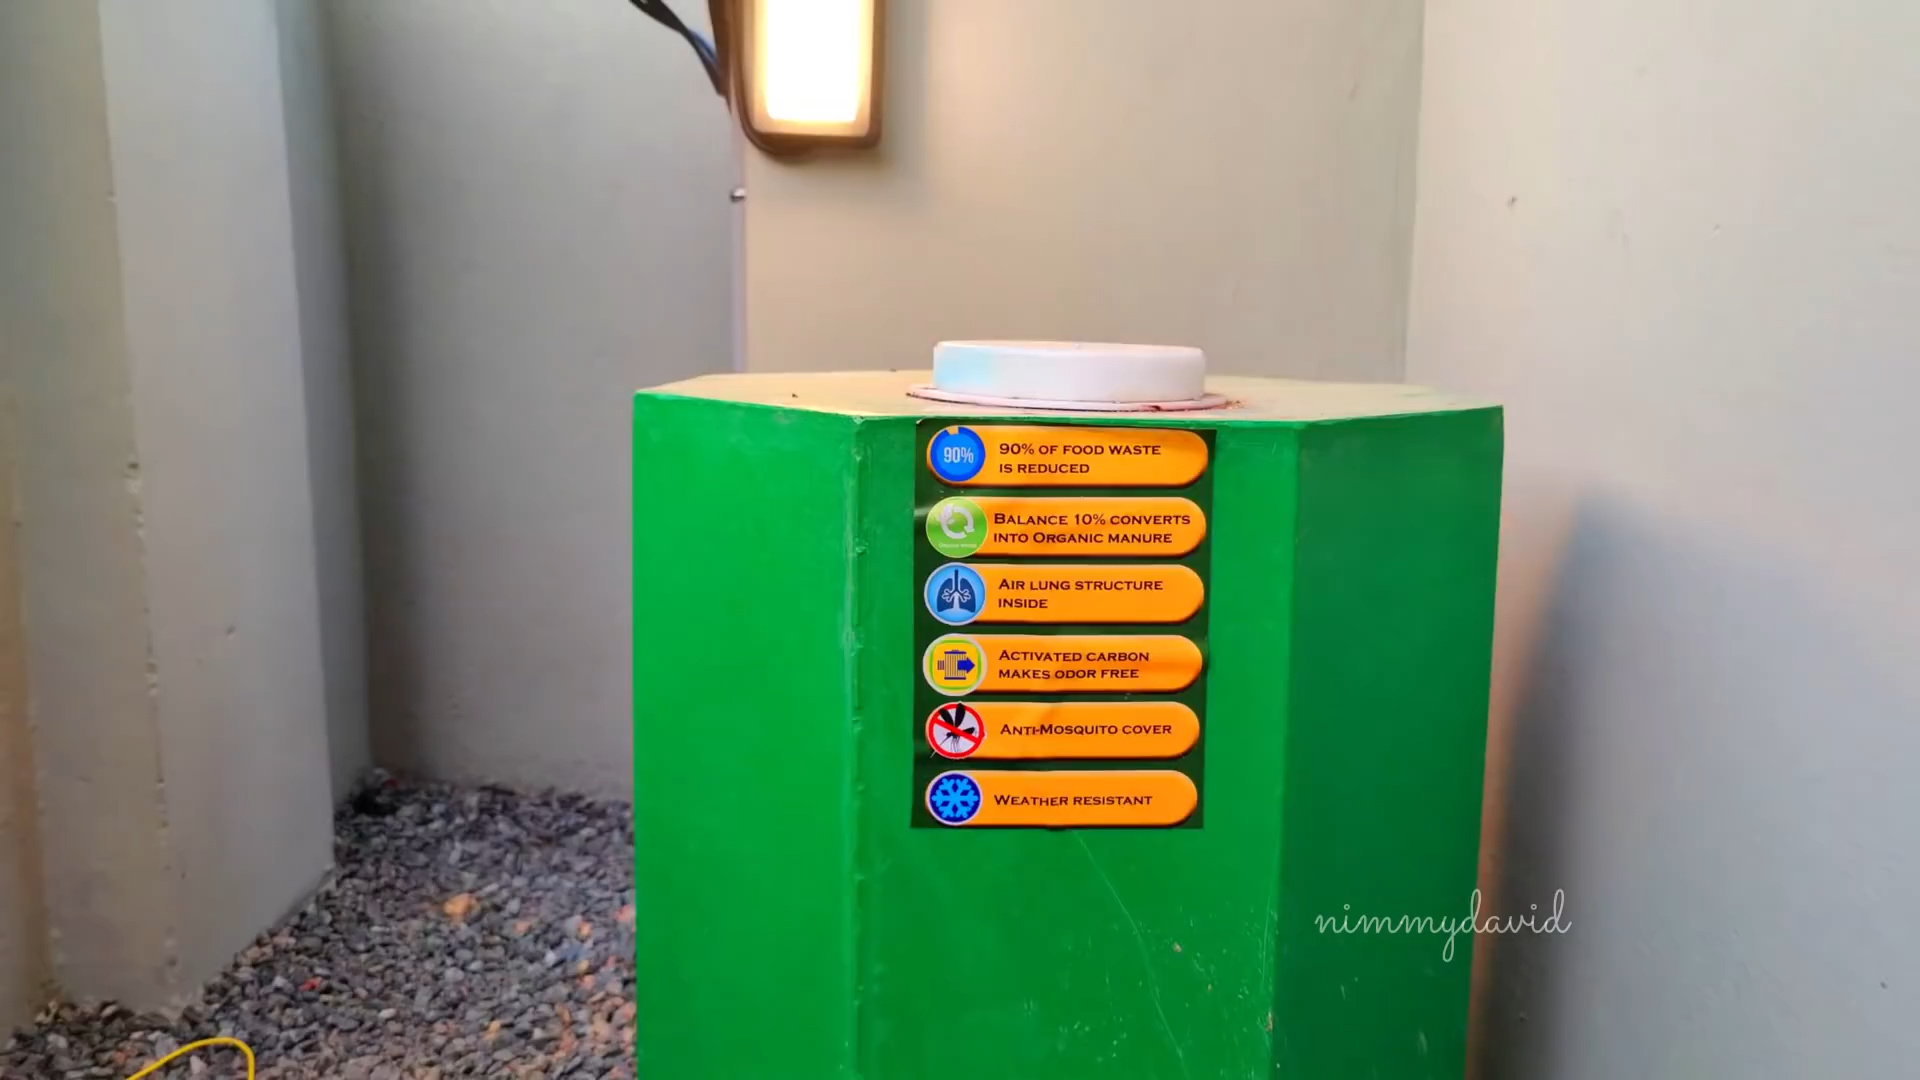 90%
90% OF FOOD WASTE
IS REDUCED
BALANCE 10% CONVERTS
INTO ORGANIC MANURE
AIR LUNG STRUCTURE
INSIDE
ACTIVATED CARBON
MAKES ODOR FREE
ANTI-MOSQUITO COVER
WEATHER RESISTANT
nimmydavid